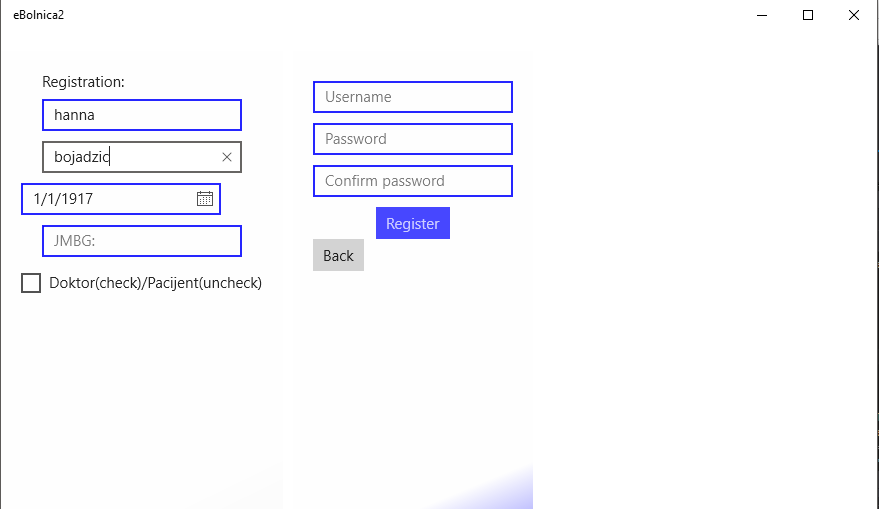 eBolnica2
Registration:
hanna
bojadzic
1/1/1917
JMBG:
Doktor(check)/Pacijent(uncheck)
Username
Password
Confirm password
Register
Back